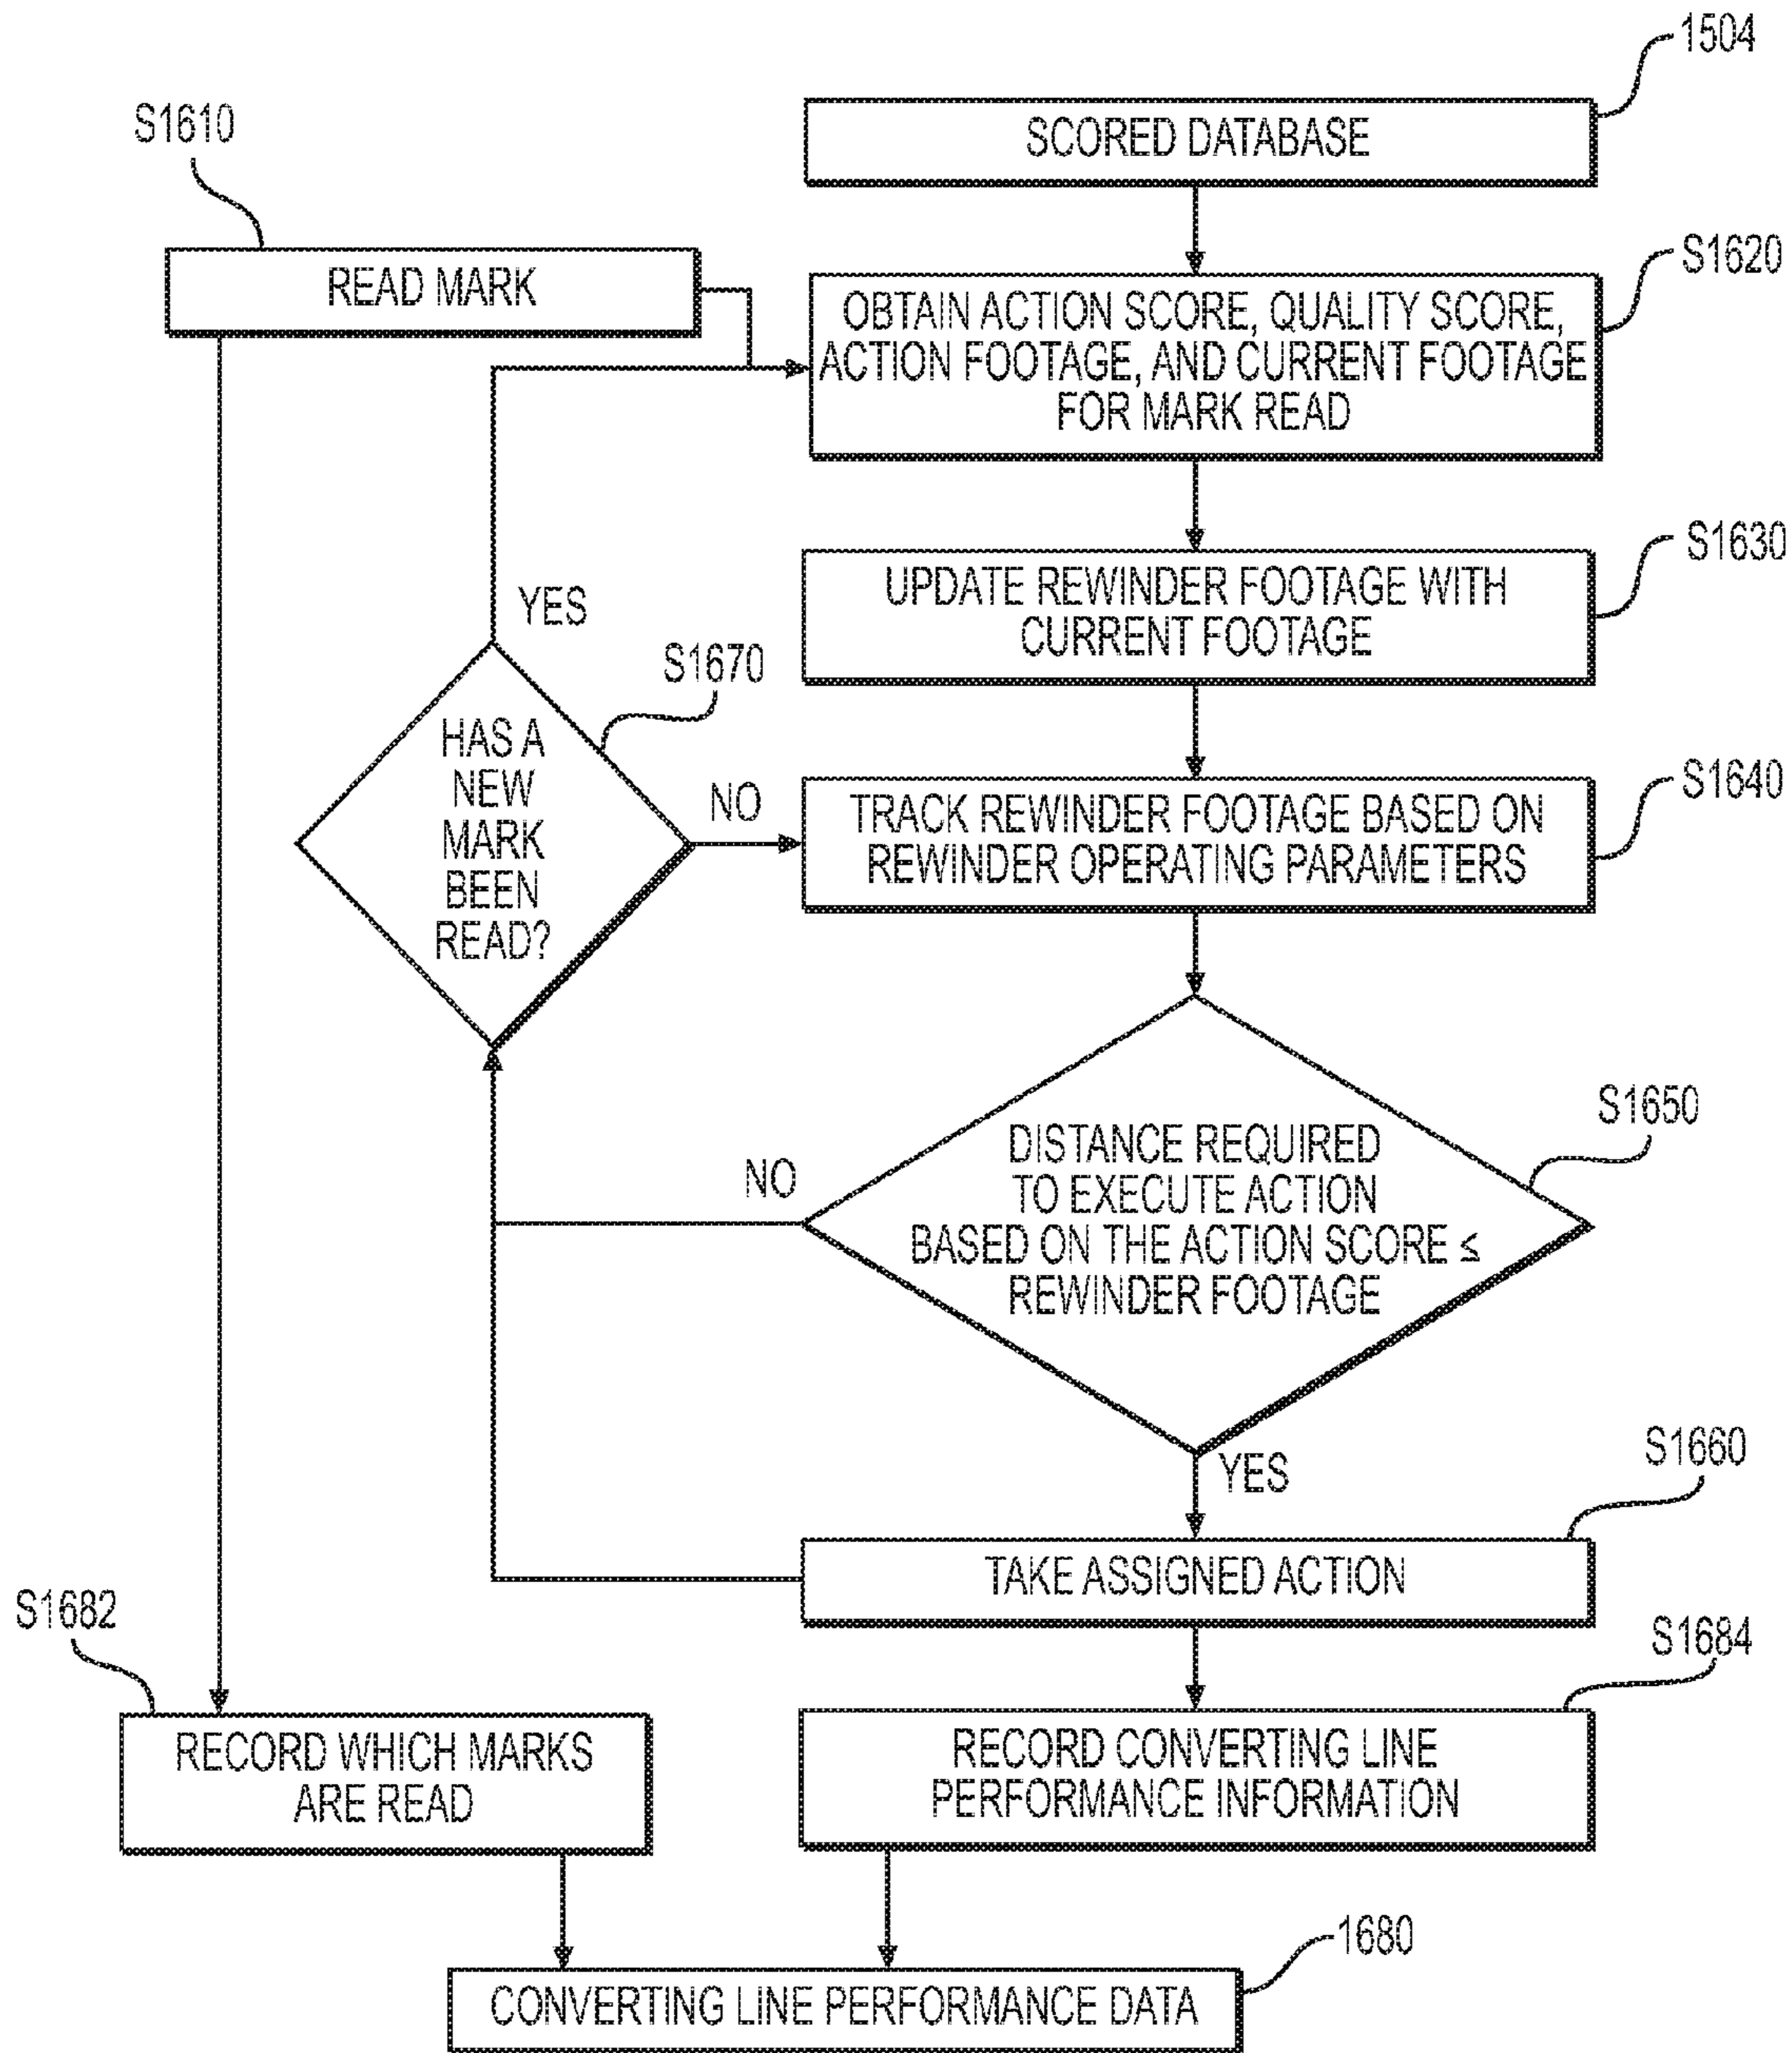 1504
SCORED DATABASE
S1610
READ MARK
S1620
OBTAIN ACTION SCORE, QUALITY SCORE,
ACTION FOOTAGE, AND CURRENT FOOTAGE
FOR MARK READ
S1630
UPDATE REWINDER FOOTAGE WITH
CURRENT FOOTAGE
YES
S1670
HAS A
NEW
MARK
BEEN
READ?
NO
S1640
TRACK REWINDER FOOTAGE BASED ON
REWINDER OPERATING PARAMETERS
S1650
DISTANCE REQUIRED
TO EXECUTE ACTION
BASED ON THE ACTION SCORE ≤
REWINDER FOOTAGE
NO
YES
S1660
TAKE ASSIGNED ACTION
S1682
RECORD WHICH MARKS
ARE READ
S1684
RECORD CONVERTING LINE
PERFORMANCE INFORMATION
1680
CONVERTING LINE PERFORMANCE DATA